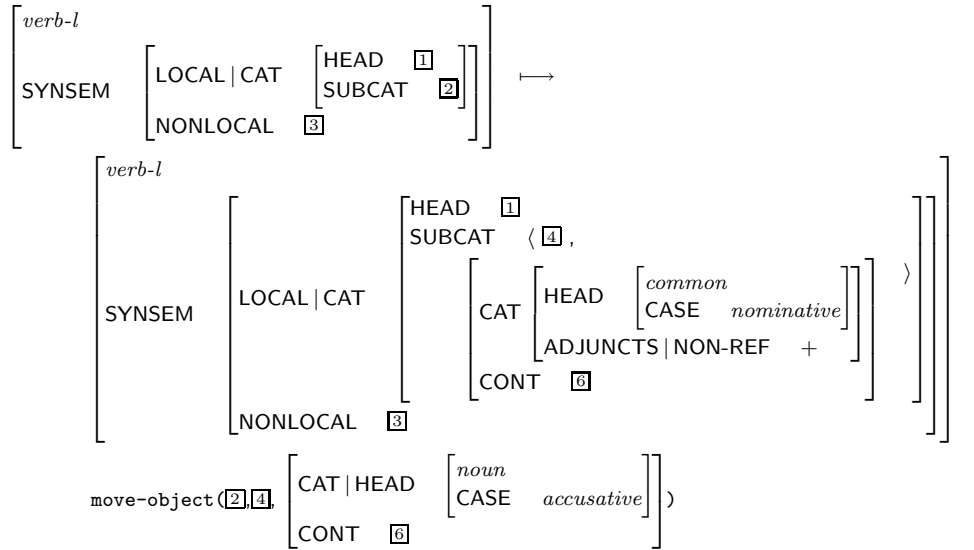 verb-l
SYNSEM LOCAL | CAT HEAD 1
SUBCAT 2
NONLOCAL 3
⟼
verb-l
SYNSEM LOCAL | CAT HEAD 1
SUBCAT ⟨ 4 ,
CAT HEAD common
CASE nominative
ADJUNCTS | NON-REF +
CONT 6
⟩
NONLOCAL 3
move-object(2,4, CAT | HEAD noun
CASE accusative
CONT 6 )